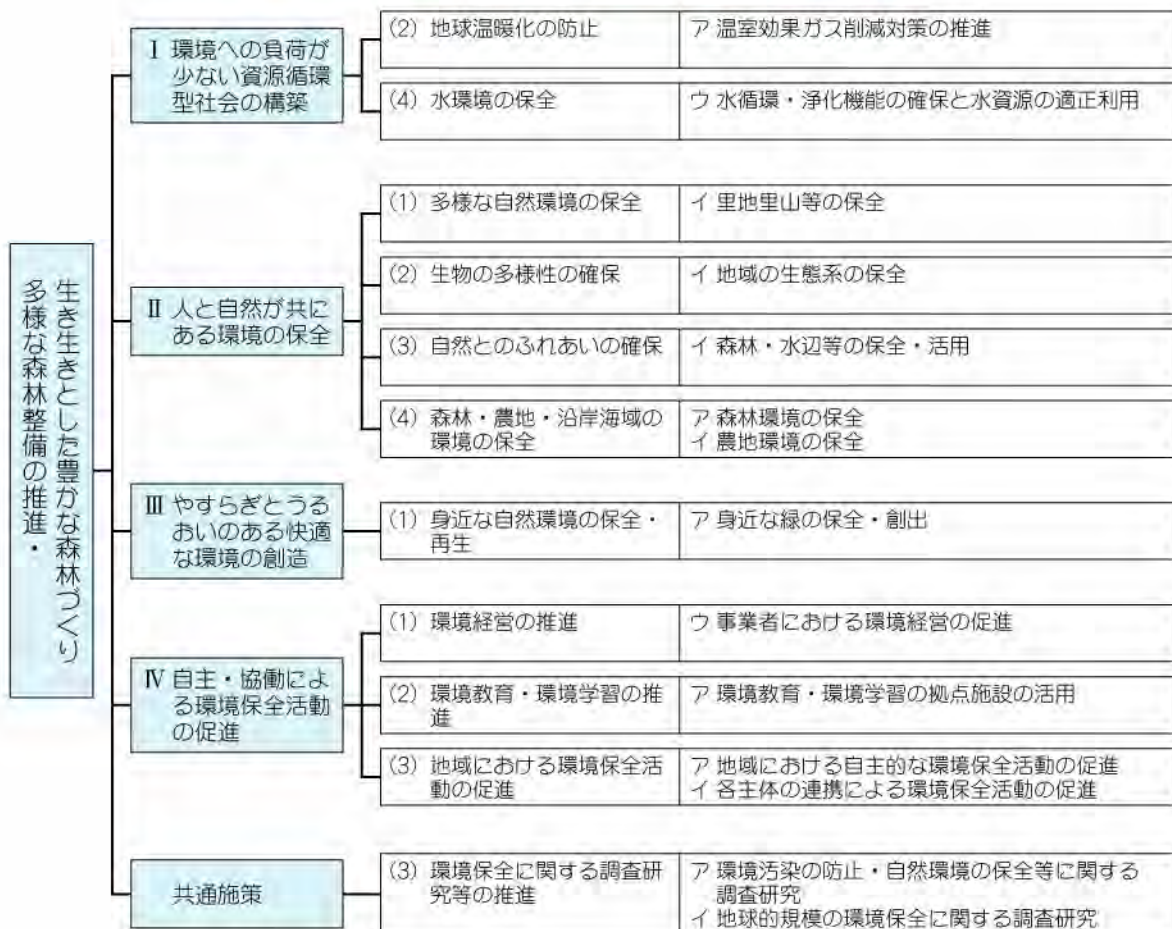 生き生きとした豊かな森林づくり
多様な森林整備の推進・
Ⅰ 環境への負荷が
少ない資源循環
型社会の構築
(2) 地球温暖化の防止
ア 温室効果ガス削減対策の推進
(4) 水環境の保全
ウ 水循環・浄化機能の確保と水資源の適正利用
Ⅱ 人と自然が共に
ある環境の保全
(1) 多様な自然環境の保全
イ 里地里山等の保全
(2) 生物の多様性の確保
イ 地域の生態系の保全
(3) 自然とのふれあいの確保
イ 森林・水辺等の保全・活用
(4) 森林・農地・沿岸海域の
環境の保全
ア 森林環境の保全
イ 農地環境の保全
Ⅲ やすらぎとうる
おいのある快適
な環境の創造
(1) 身近な自然環境の保全・
再生
ア 身近な緑の保全・創出
Ⅳ 自主・協働によ
る環境保全活動
の促進
(1) 環境経営の推進
ウ 事業者における環境経営の促進
(2) 環境教育・環境学習の推
進
ア 環境教育・環境学習の拠点施設の活用
(3) 地域における環境保全活
動の促進
ア 地域における自主的な環境保全活動の促進
イ 各主体の連携による環境保全活動の促進
共通施策
(3) 環境保全に関する調査研
究等の推進
ア 環境汚染の防止・自然環境の保全等に関する
調査研究
イ 地球的規模の環境保全に関する調査研究